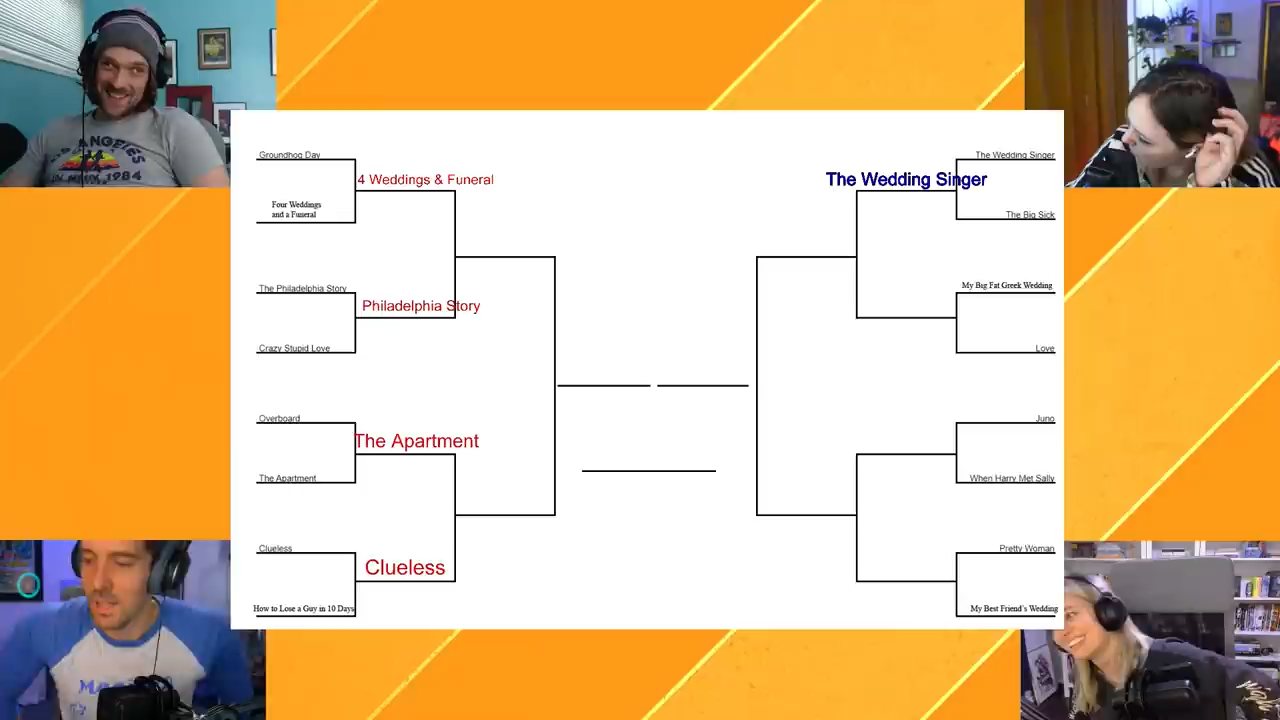 Groundhog Day
4 Weddings & Funeral
Four Weddings
and a Funeral
The Philadelphia Story
Philadelphia Story
Crazy Stupid Love
Overboard
The Apartment
The Apartment
Clueless
Clueless
How to Lose a Guy in 10 Days
The Wedding Singer
The Wedding Singer
The Big Sick
My Big Fat Greek Wedding
Love
Juno
When Harry Met Sally
Pretty Woman
My Best Friend's Wedding
1984